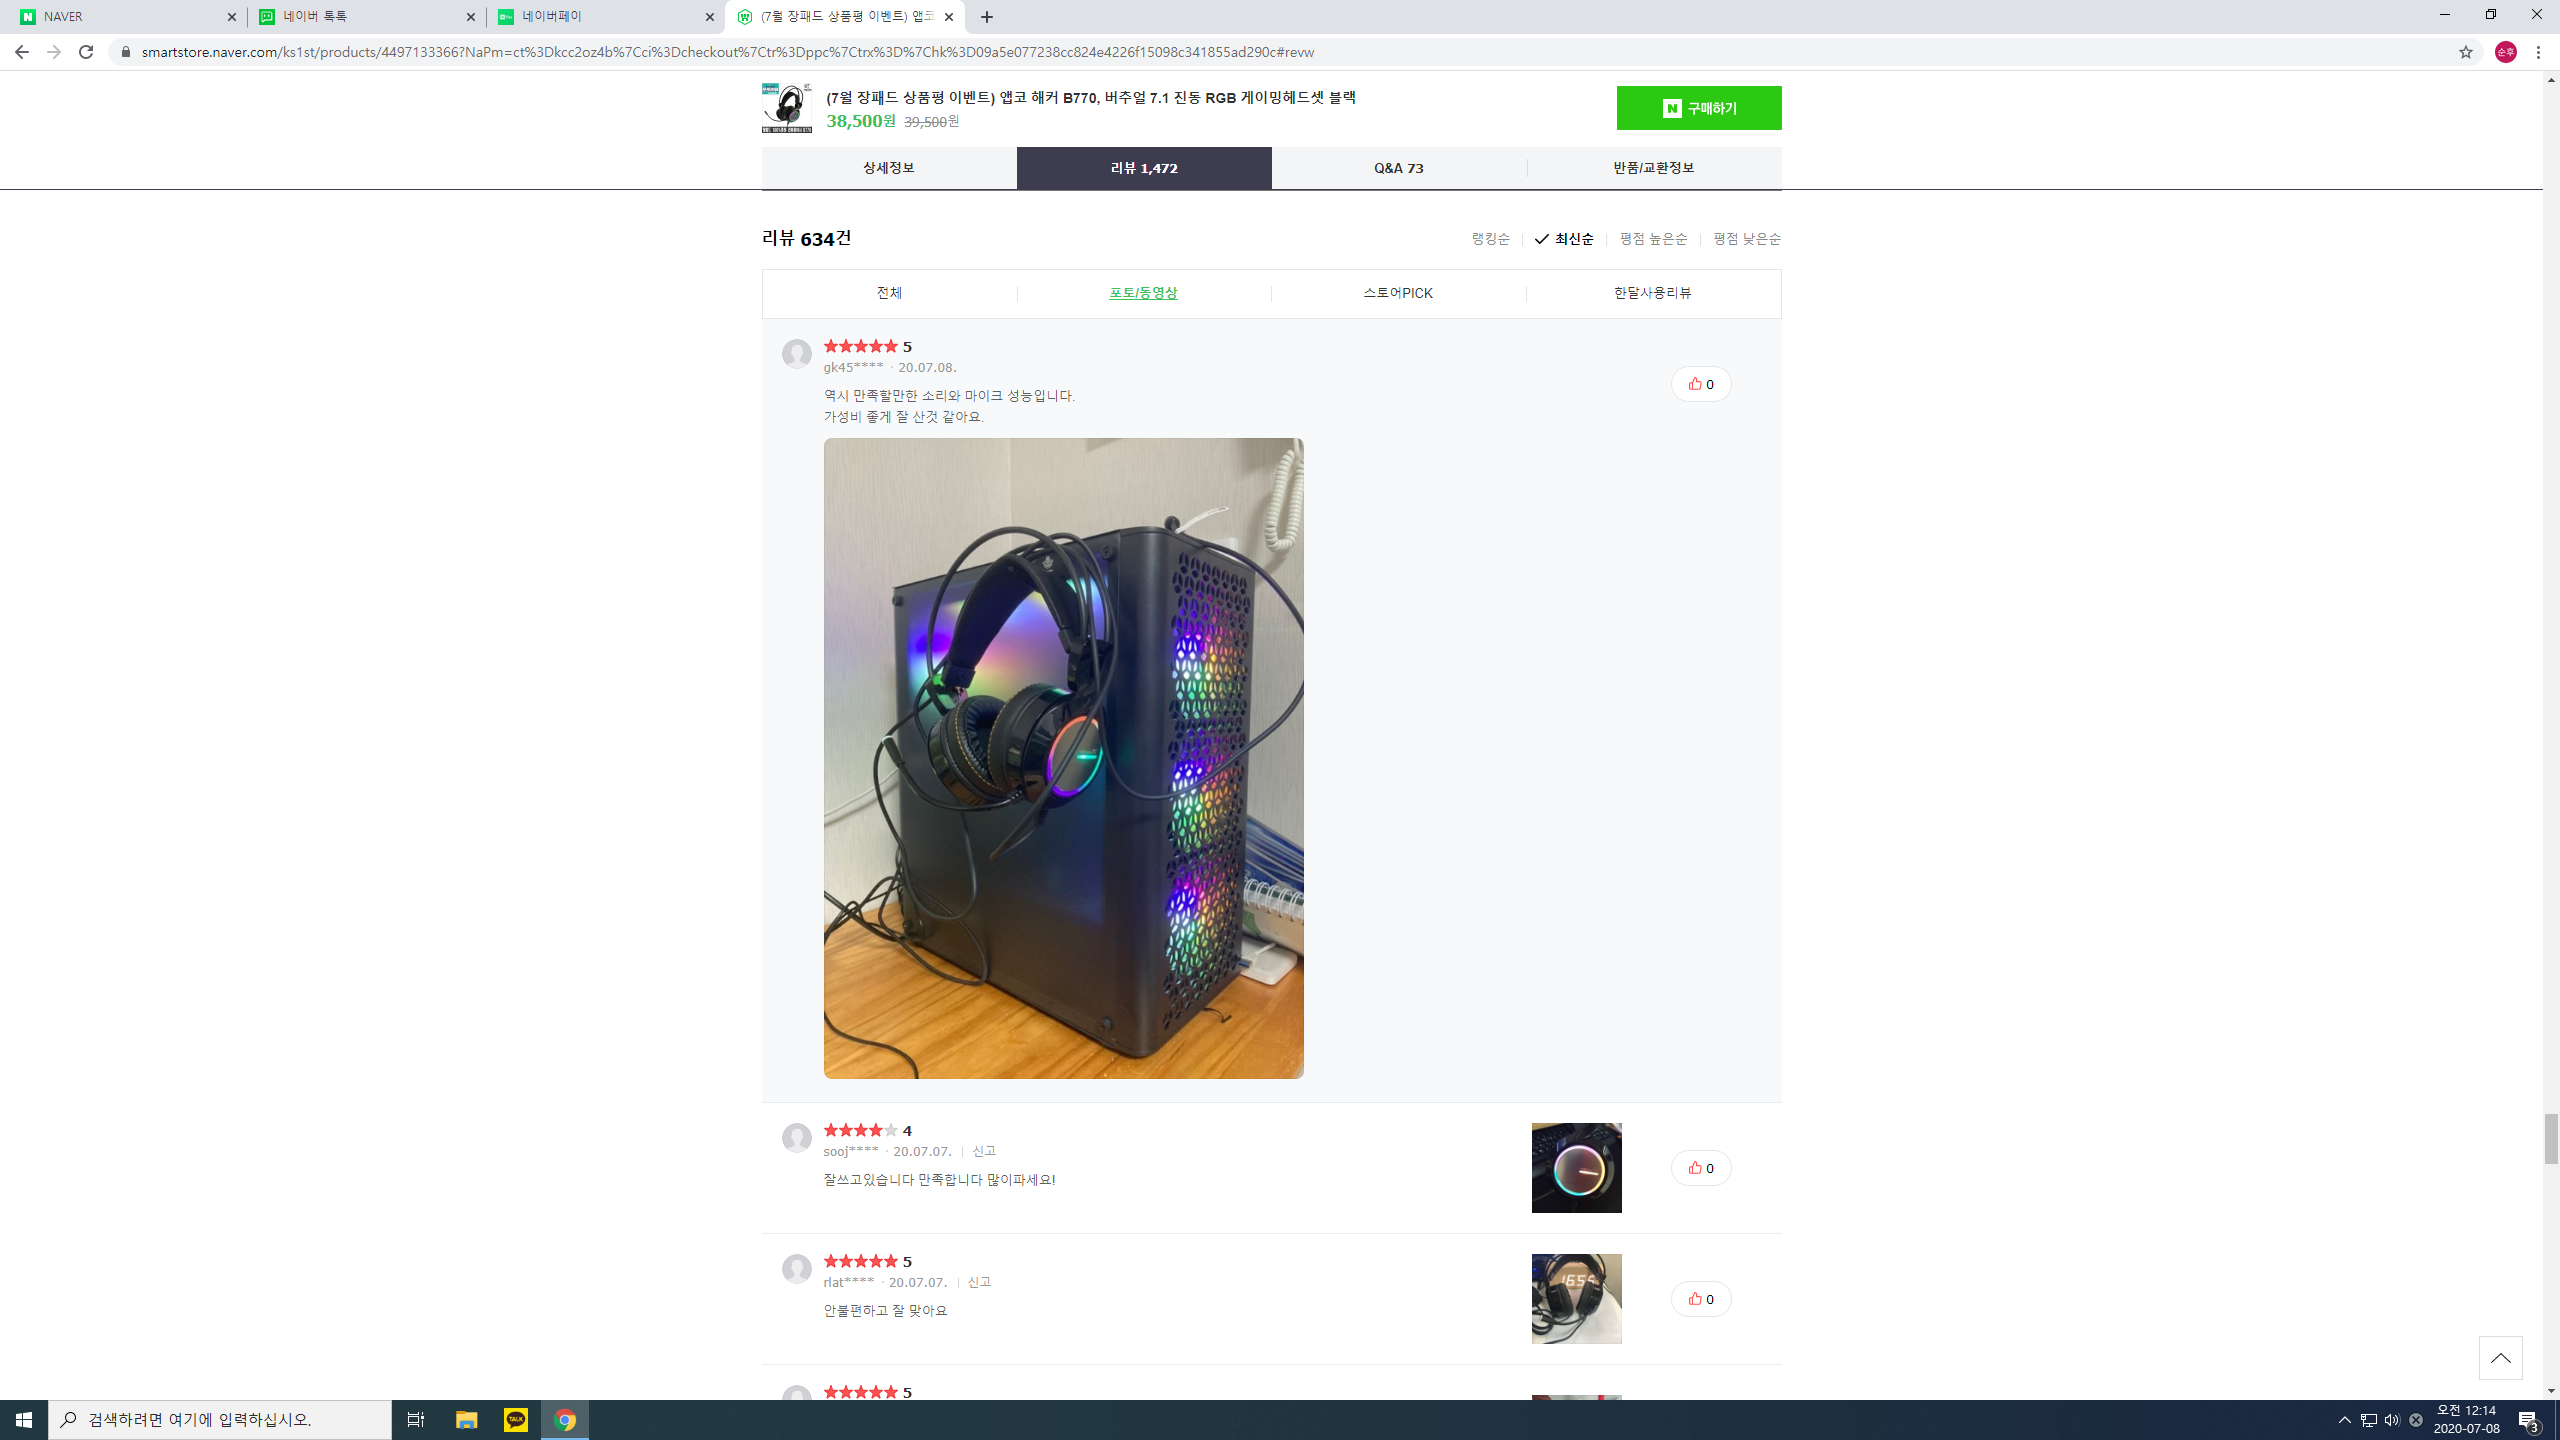 NAVER
네이버 톡톡
네이버페이
(7월 장패드 상품평 이벤트) 앱코
smartstore.naver.com/ks1st/products/4497133366?NaPm=ct%3Dkcc2oz4b%7Cci%3Dcheckout%7Ctr%3Dppc%7Ctrx%3D%7Chk%3D09a5e077238cc824e4226f15098c341855ad290c#revw
순후
(7월 장패드 상품평 이벤트) 앱코 해커 B770, 버추얼 7.1 진동 RGB 게이밍헤드셋 블랙
38,500원 39,500원
구매하기
상세정보
리뷰 1,472
Q&A 73
반품/교환정보
리뷰 634건
랭킹순
최신순
평점 높은순
평점 낮은순
전체
포토/동영상
스토어PICK
한달사용리뷰
5
gk45**** · 20.07.08.
역시 만족할만한 소리와 마이크 성능입니다.
가성비 좋게 잘 산것 같아요.
0
4
sooj**** · 20.07.07. 신고
잘쓰고있습니다 만족합니다 많이파세요!
0
5
rlat**** · 20.07.07. 신고
안불편하고 잘 맞아요
1655
0
5
검색하려면 여기에 입력하십시오.
TALK
오전 12:14
2020-07-08
3